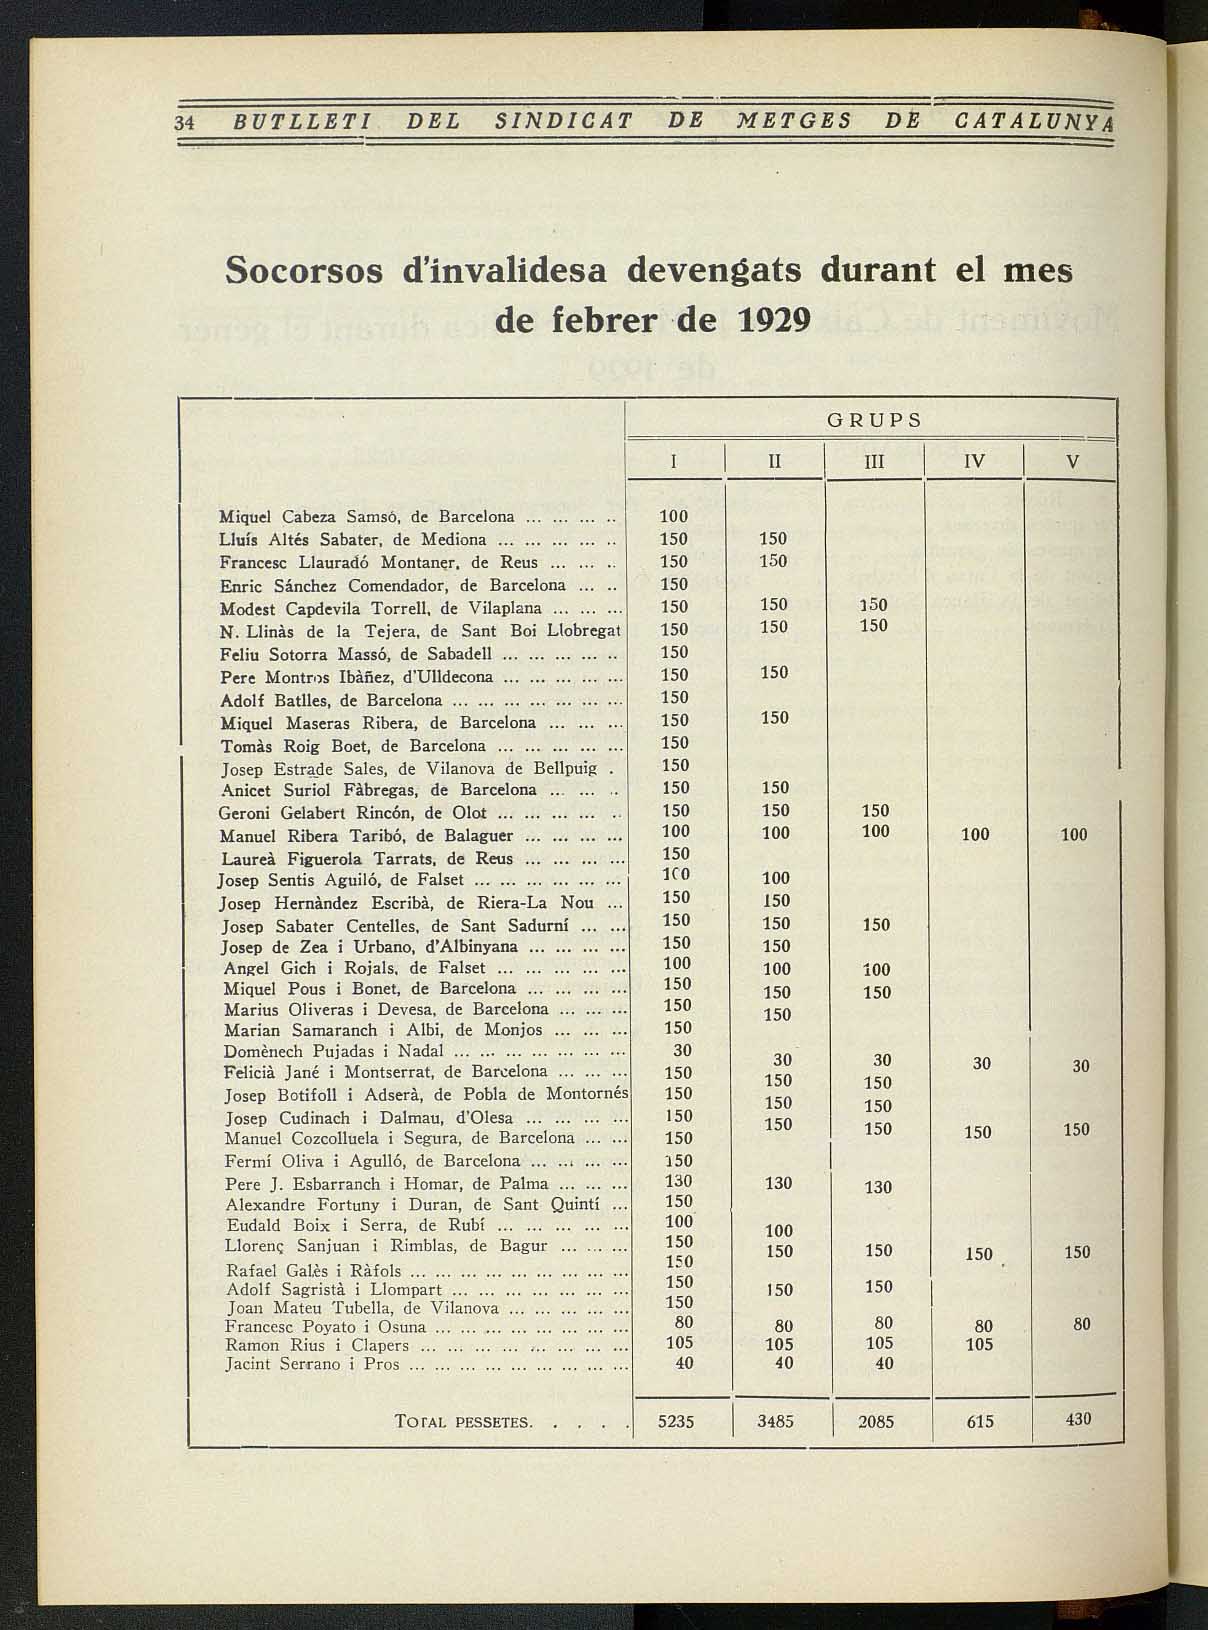 34 BUTLLETI DEL SINDICAT DE METGES DE CATALUNYA
Socorsos d'invalidesa devengats durant el mes
de febrer de 1929
GRUPS
I II III IV V
Miquel Cabeza Samsó, de Barcelona ... ... ... .. 100
Lluís Altés Sabater, de Mediona ... ... ... ... .. 150 150
Francesc Llauradó Montaner, de Reus ... ... .. 150 150
Enric Sánchez Comendador, de Barcelona ... .. 150
Modest Capdevila Torrell, de Vilaplana ... ... ... 150 150 150
N. Llinàs de la Tejera, de Sant Boi Llobregat 150 150 150
Feliu Sotorra Massó, de Sabadell ... ... ... ... .. 150
Pere Montros Ibàñez, d'Ulldecona ... ... ... ... ... 150 150
Adolf Batlles, de Barcelona ... ... ... ... ... ... ... 150
Miquel Maseras Ribera, de Barcelona ... ... ... 150 150
Tomàs Roig Boet, de Barcelona ... ... ... ... ... 150
Josep Estrade Sales, de Vilanova de Bellpuig . 150
Anicet Suriol Fàbregas, de Barcelona ... ... .. 150 150
Geroni Gelabert Rincón, de Olot ... ... ... ... .. 150 150 150
Manuel Ribera Taribó, de Balaguer ... ... ... ... 100 100 100 100 100
Laureà Figuerola Tarrats, de Reus ... ... ... ... 150
Josep Sentis Aguiló, de Falset ... ... ... ... ... ... 100 100
Josep Hernàndez Escribà, de Riera-La Nou ... 150 150
Josep Sabater Centelles, de Sant Sadurní ... ... 150 150 150
Josep de Zea i Urbano, d'Albinyana ... ... ... ... 150 150
Angel Gich i Rojals, de Falset ... ... ... ... ... 100 100 100
Miquel Pous i Bonet, de Barcelona ... ... ... ... 150 150 150
Marius Oliveras i Devesa, de Barcelona ... ... ... 150 150
Marian Samaranch i Albi, de Monjos ... ... ... 150
Domènech Pujadas i Nadal ... ... ... ... ... ... ... 30 30 30 30 30
Felicià Jané i Montserrat, de Barcelona ... ... ... 150 150 150
Josep Botifoll i Adserà, de Pobla de Montornés 150 150 150
Josep Cudinach i Dalmau, d'Olesa ... ... ... ... 150 150 150 150 150
Manuel Cozcolluela i Segura, de Barcelona ... ... 150
Fermí Oliva i Agulló, de Barcelona ... ... ... ... 150
Pere J. Esbarranch i Homar, de Palma ... ... ... 130 130 130
Alexandre Fortuny i Duran, de Sant Quintí ... 150
Eudald Boix i Serra, de Rubí ... ... ... ... ... 100 100
Llorenç Sanjuan i Rimblas, de Bagur ... ... ... 150 150 150 150 150
Rafael Galès i Ràfols ... ... ... ... ... ... ... ... ... 150
Adolf Sagristà i Llompart ... ... ... ... ... ... ... 150 150 150
Joan Mateu Tubella, de Vilanova ... ... ... ... ... 150
Francesc Poyato i Osuna ... ... ... ... ... ... ... ... 80 80 80 80 80
Ramon Rius i Clapers ... ... ... ... ... ... ... ... 105 105 105 105
Jacint Serrano i Pros ... ... ... ... ... ... ... ... ... 40 40 40
TOTAL PESSETES. . . . . 5235 3485 2085 615 430